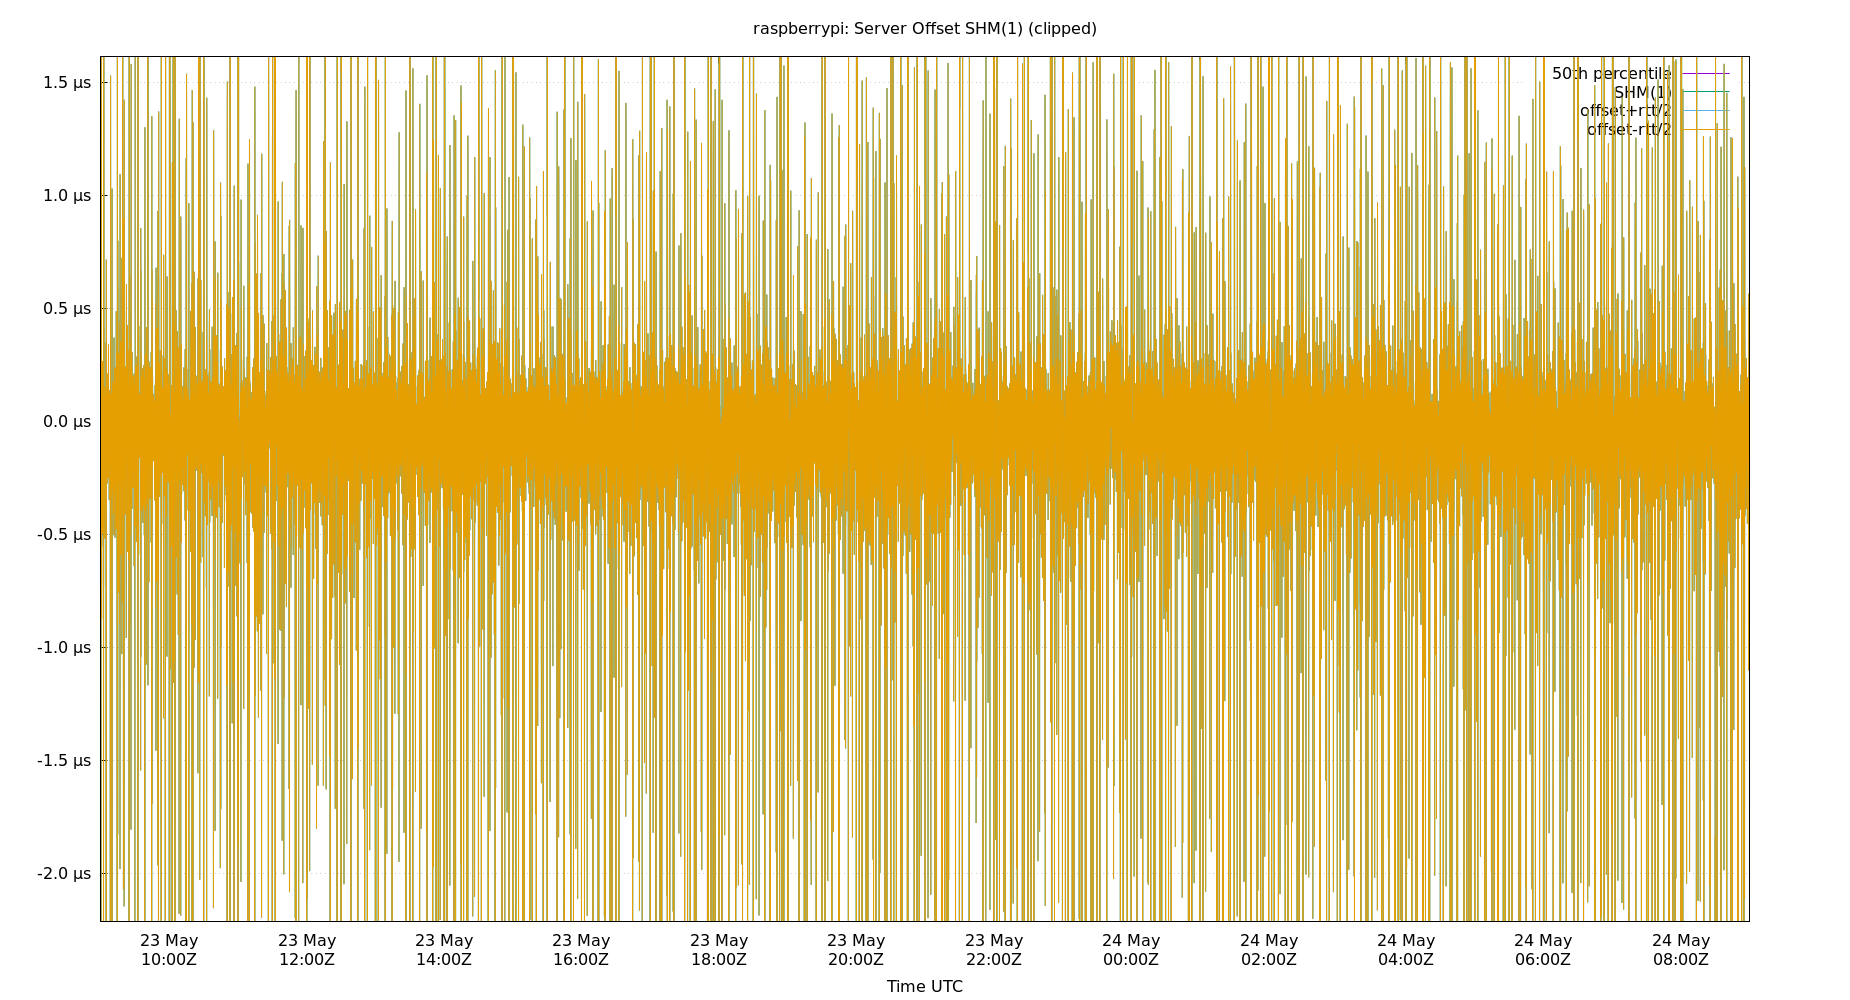 raspberrypi: Server Offset SHM(1) (clipped)
1.5 µs
1.0 µs
0.5 µs
0.0 µs
-0.5 µs
-1.0 µs
-1.5 µs
-2.0 µs
50th percentile
SHM(1)
offset+rtt/2
offset-rtt/2
23 May 23 May 23 May 23 May 23 May 23 May 23 May 24 May 24 May 24 May 24 May 24 May
10:00Z 12:00Z 14:00Z 16:00Z 18:00Z 20:00Z 22:00Z 00:00Z 02:00Z 04:00Z 06:00Z 08:00Z
Time UTC